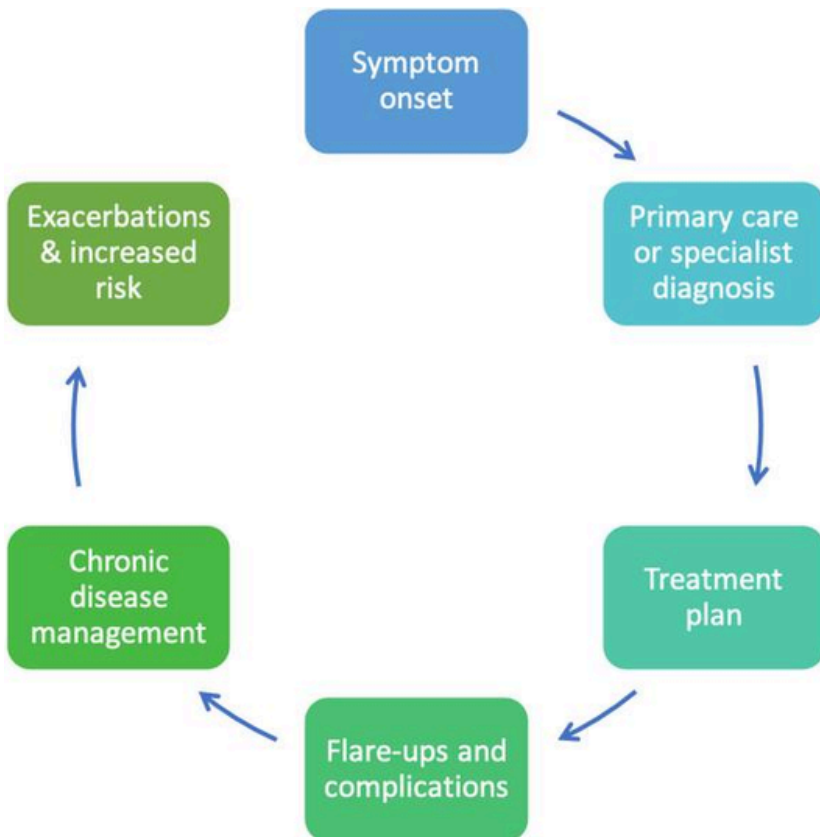 Symptom
onset
Primary care
or specialist
diagnosis
Treatment
plan
Flare-ups and
complications
Chronic
disease
management
Exacerbations
& increased
risk